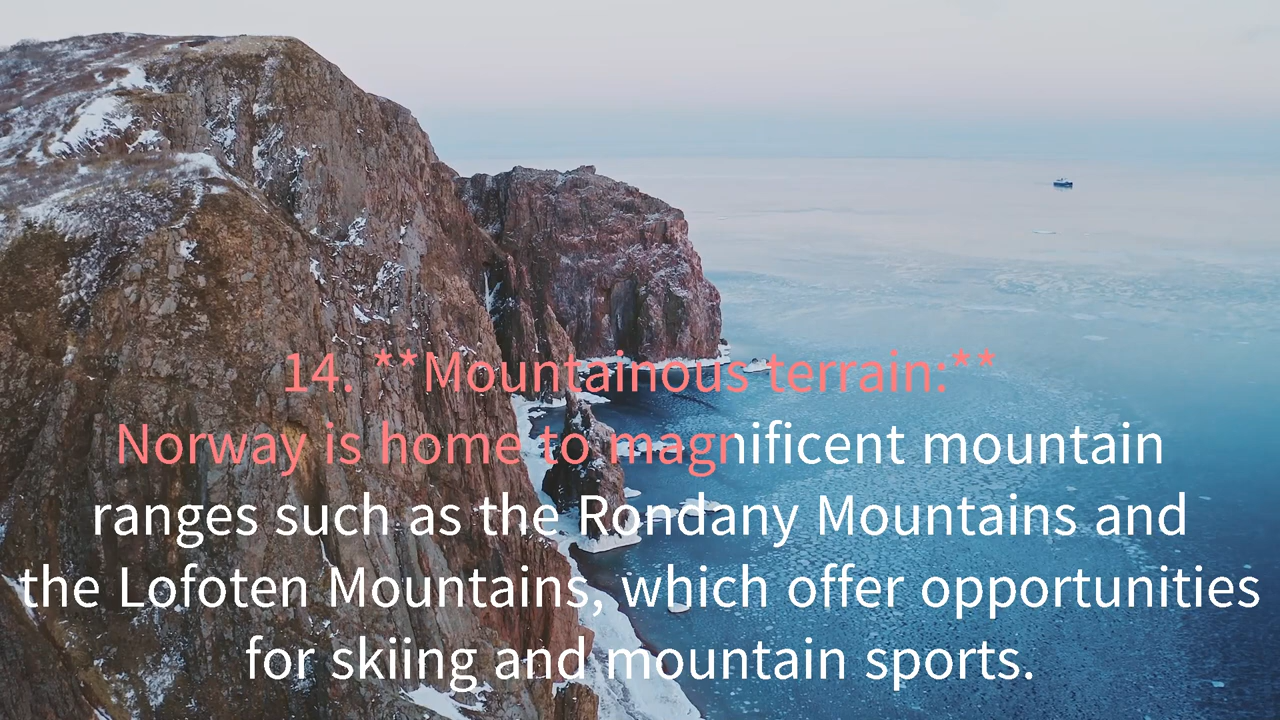 14. **Mountainous terrain:**
Norway is home to magnificent mountain
ranges such as the Rondany Mountains and
the Lofoten Mountains, which offer opportunities
for skiing and mountain sports.